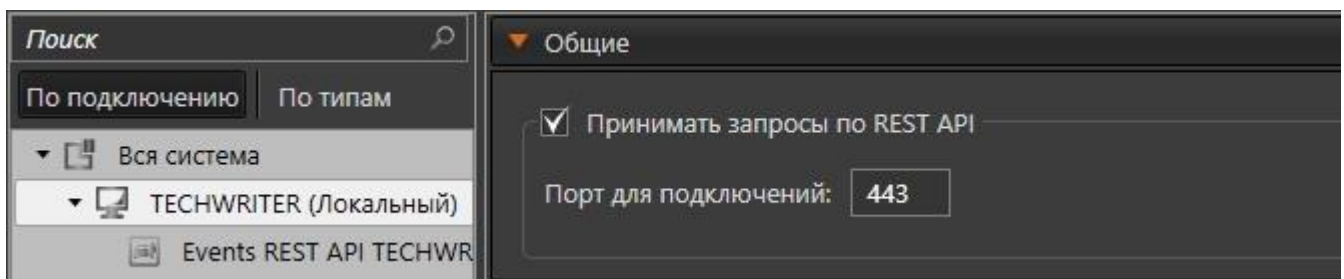 Поиск
По подключению
По типам
Вся система
TECHWRITER (Локальный)
Events REST API TECHWR
Общие
Принимать запросы по REST API
Порт для подключений: 443